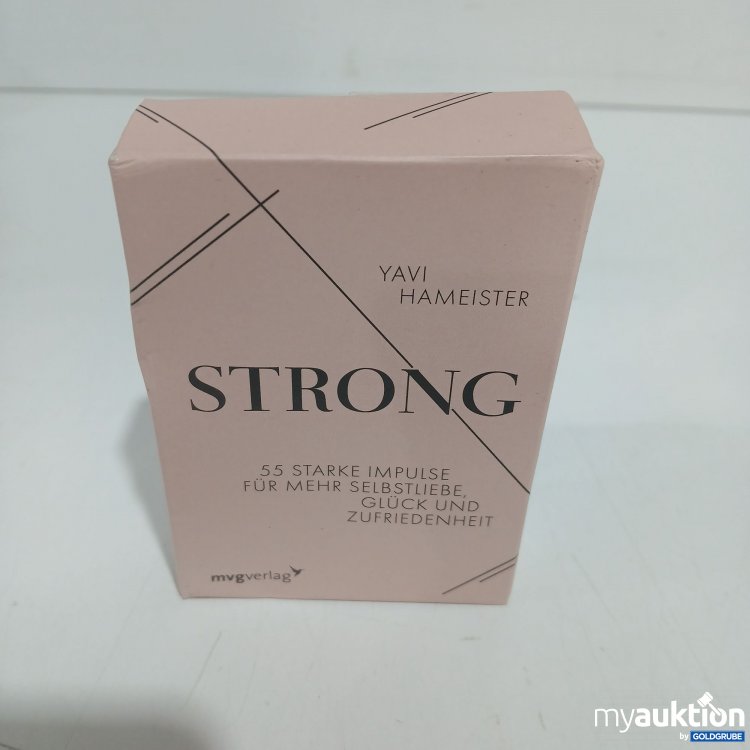 YAVI
HAMEISTER
STRONG
55 STARKE IMPULSE
FÜR MEHR SELBSTLIEBE,
GLÜCK UND
ZUFRIEDENHEIT
mvgverlag
myauktion
by GOLDGRUBE